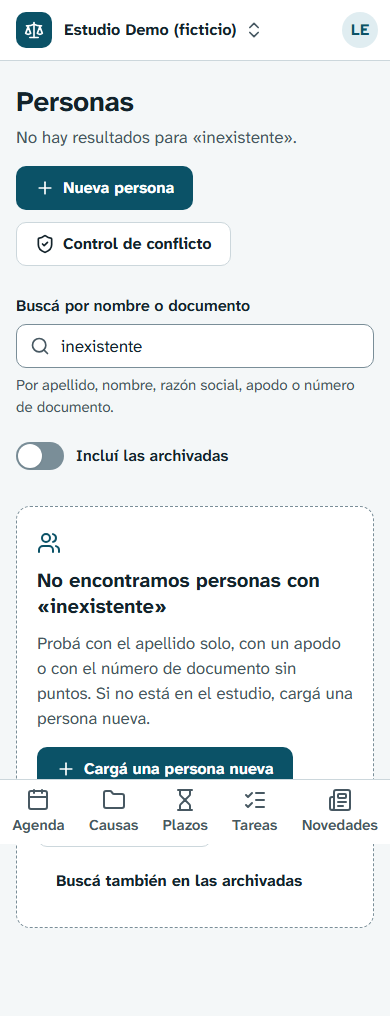 Estudio Demo (ficticio)
LE
Personas
No hay resultados para «inexistente».
Nueva persona
Control de conflicto
Buscá por nombre o documento
inexistente
Por apellido, nombre, razón social, apodo o número
de documento.
Incluí las archivadas
No encontramos personas con
«inexistente»
Probá con el apellido solo, con un apodo
o con el número de documento sin
puntos. Si no está en el estudio, cargá una
persona nueva.
Cargá una persona nueva
Agenda
Causas
Plazos
Tareas
Novedades
Buscá también en las archivadas